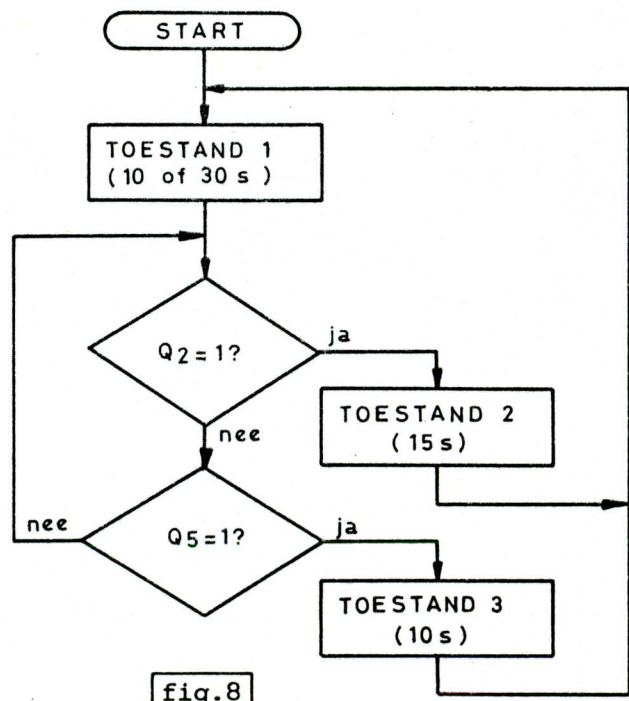 START
TOESTAND 1
(10 of 30 s)
Q2=1?
ja
TOESTAND 2
(15s)
nee
Q5=1?
nee
ja
TOESTAND 3
(10s)
fig.8